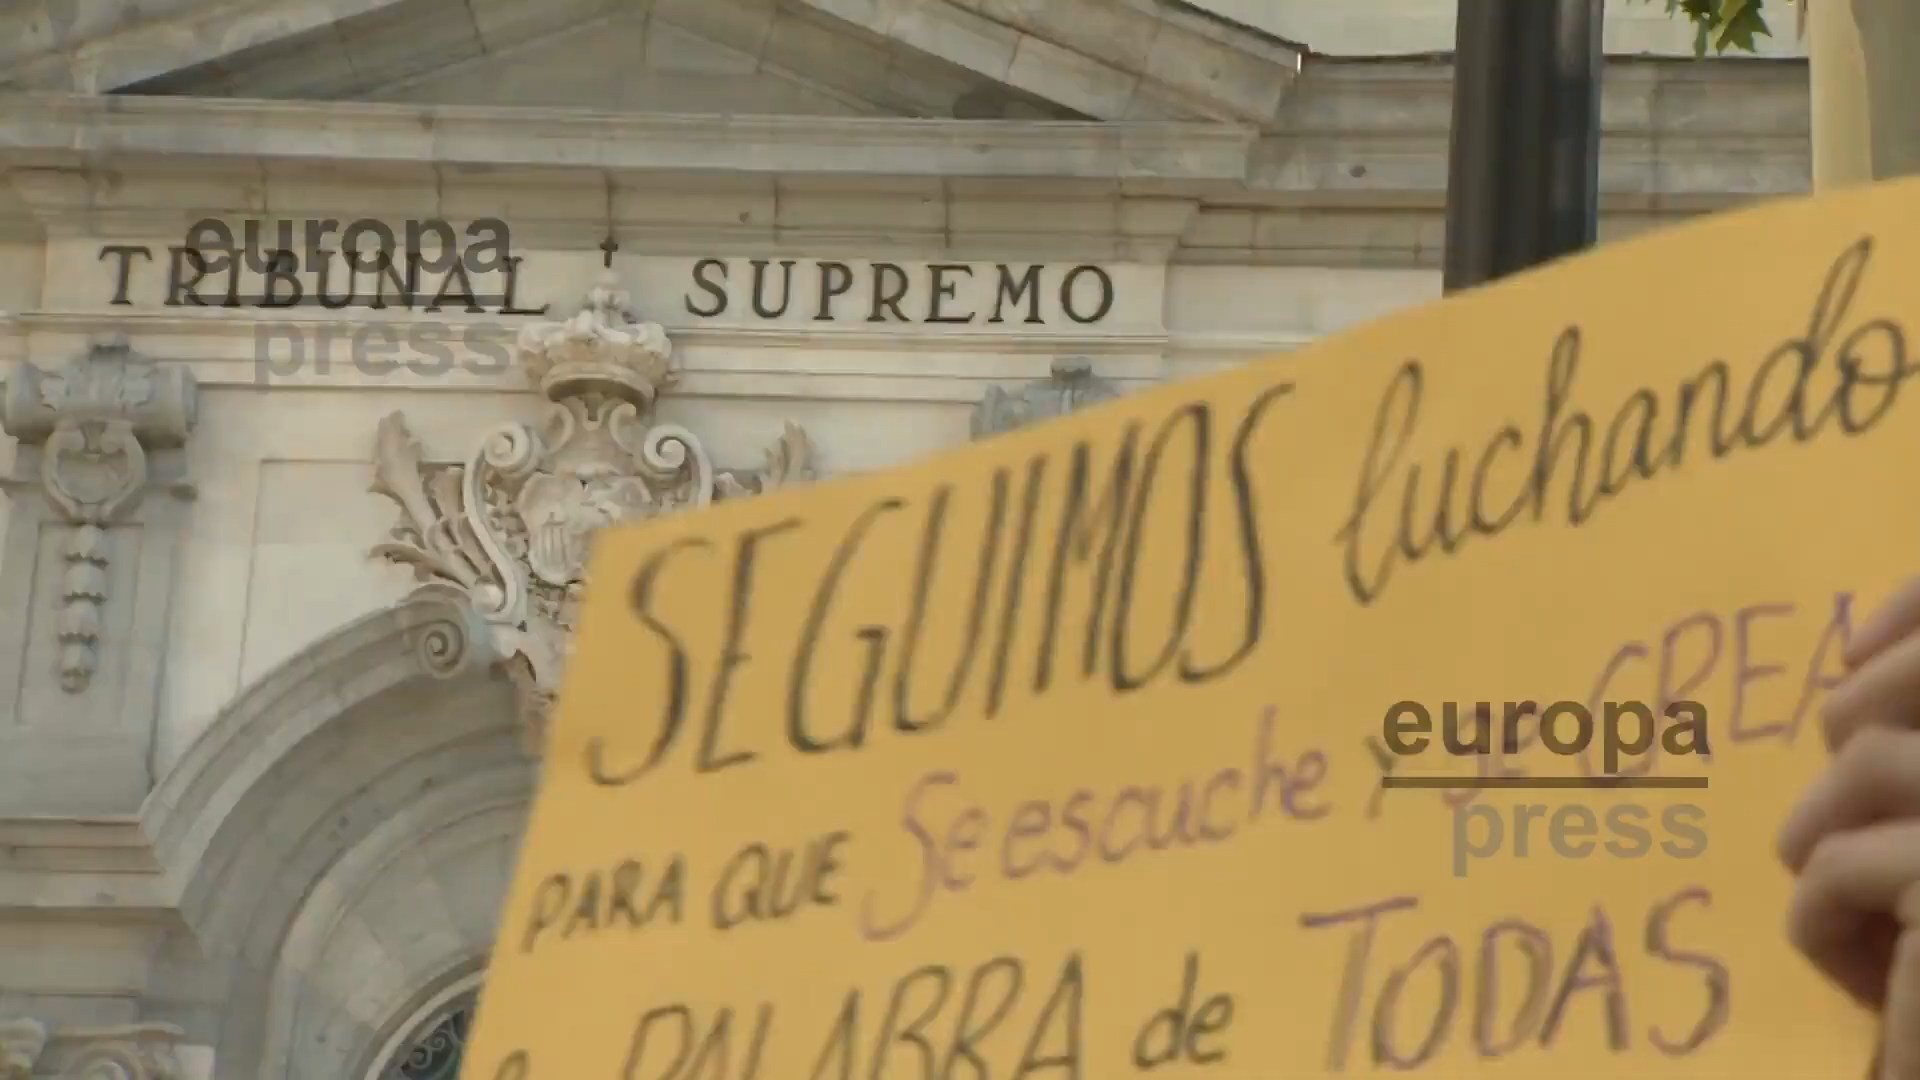 TRIBUNAL SUPREMO
europa
press
SEGUIMOS luchando
PARA QUE Se escuche y se CREA
PALABRA de TODAS
europa
press